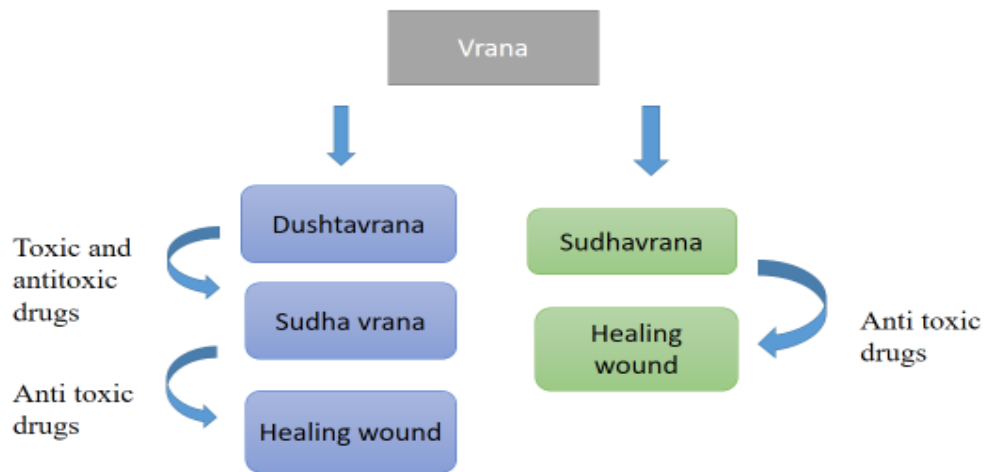 Vrana
Dushtavrana
Toxic and
antitoxic
drugs
Sudha vrana
Anti toxic
drugs
Healing wound
Sudhavrana
Healing
wound
Anti toxic
drugs